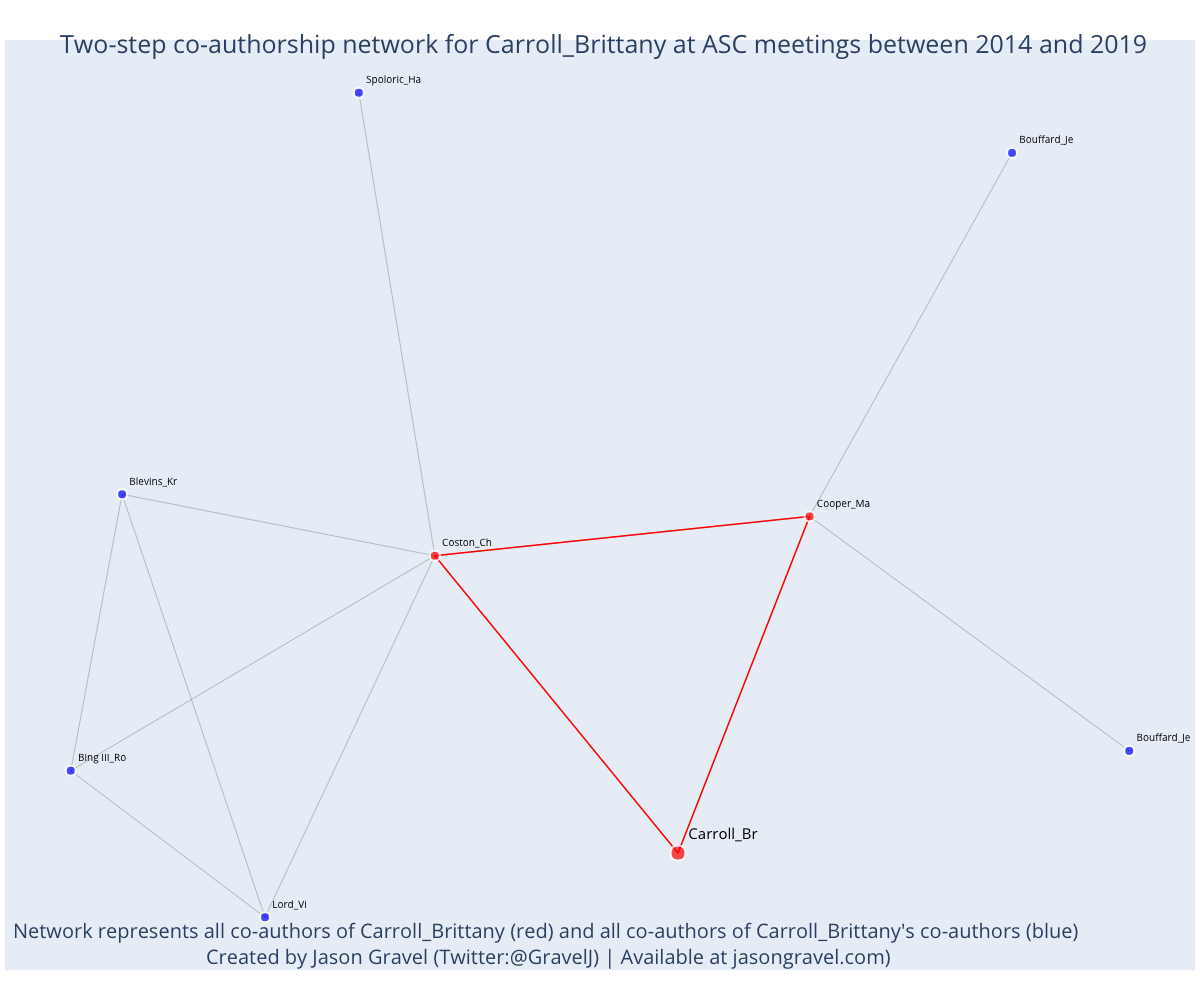 Two-step co-authorship network for Carroll_Brittany at ASC meetings between 2014 and 2019
Spoloric_Ha
Bouffard_Je
Blevins_Kr
Cooper_Ma
Coston_Ch
Bouffard_Je
Bing III_Ro
Carroll_Br
Lord_Vi
Network represents all co-authors of Carroll_Brittany (red) and all co-authors of Carroll_Brittany's co-authors (blue)
Created by Jason Gravel (Twitter:@GravelJ) | Available at jasongravel.com)